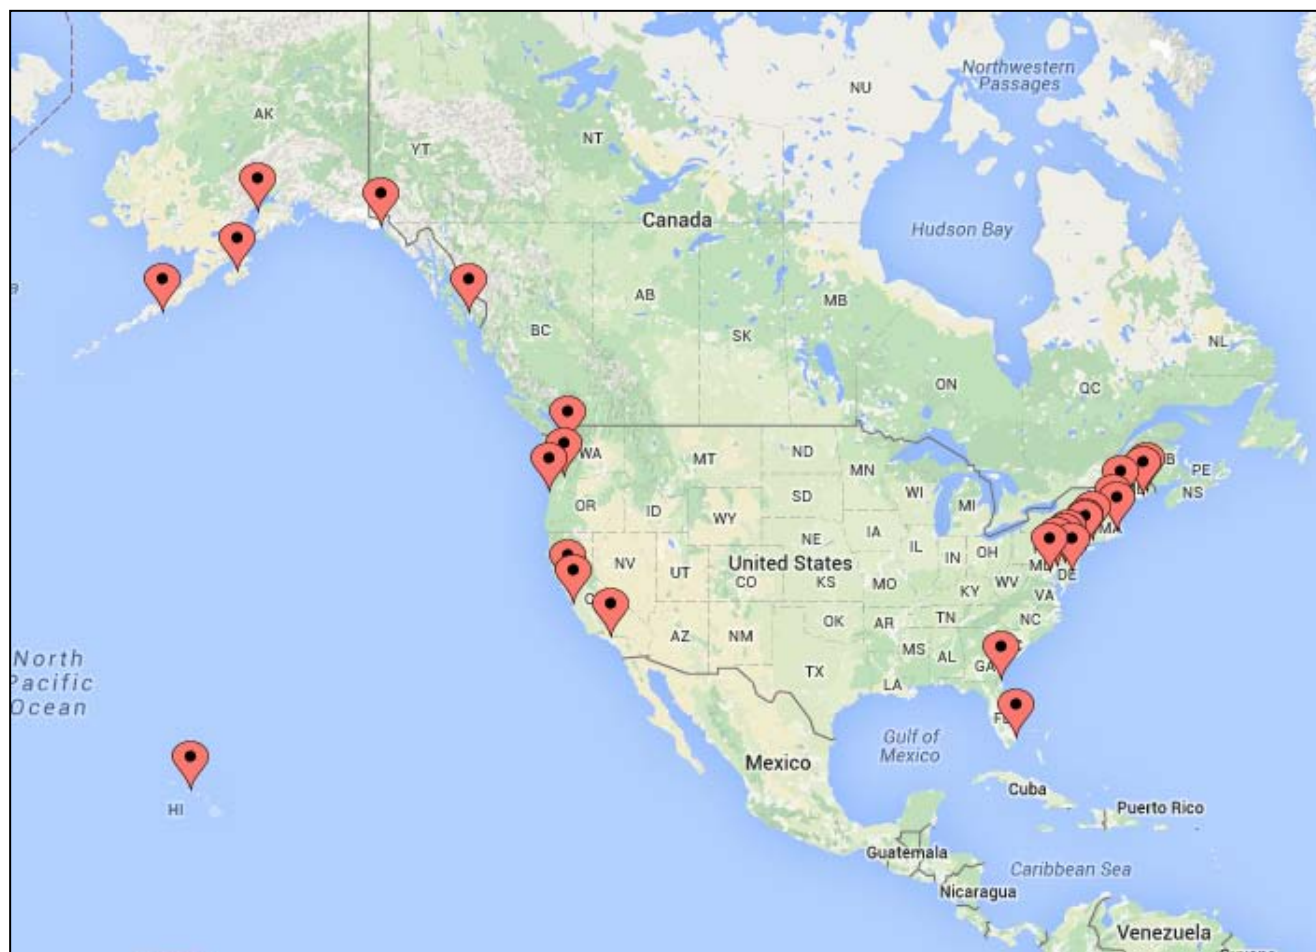 Northwestern
Passages
NU
AK
NT
YT
Canada
Hudson Bay
AB
MB
BC
SK
NL
ON
QC
WA
MT
ND
MN
PE
NS
OR
ID
SD
WI
MI
WY
MA
NE
IA
NV
United States
IL
IN
OH
UT
CO
KS
MO
WV
MD
DE
KY
VA
OK
AR
TN
NC
AZ
NM
MS
AL
GA
North
Pacific
Ocean
TX
LA
Gulf of
Mexico
Mexico
HI
Cuba
Puerto Rico
Guatemala
Caribbean Sea
Nicaragua
Venezuela